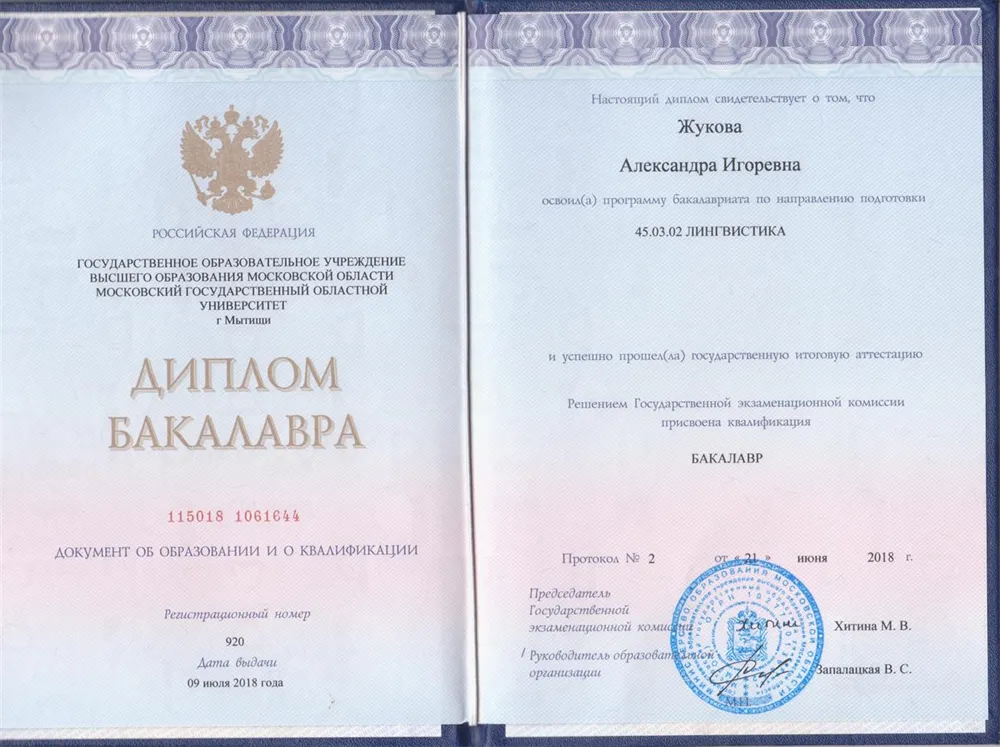 РОССИЙСКАЯ ФЕДЕРАЦИЯ
ГОСУДАРСТВЕННОЕ ОБРАЗОВАТЕЛЬНОЕ УЧРЕЖДЕНИЕ
ВЫСШЕГО ОБРАЗОВАНИЯ МОСКОВСКОЙ ОБЛАСТИ
МОСКОВСКИЙ ГОСУДАРСТВЕННЫЙ ОБЛАСТНОЙ
УНИВЕРСИТЕТ
г Мытищи
ДИПЛОМ
БАКАЛАВРА
115018 1061644
ДОКУМЕНТ ОБ ОБРАЗОВАНИИ И О КВАЛИФИКАЦИИ
Регистрационный номер
920
Дата выдачи
09 июля 2018 года
Настоящий диплом свидетельствует о том, что
Жукова
Александра Игоревна
освоил(а) программу бакалавриата по направлению подготовки
45.03.02 ЛИНГВИСТИКА
и успешно прошел(ла) государственную итоговую аттестацию
Решением Государственной экзаменационной комиссии
присвоена квалификация
БАКАЛАВР
Протокол № 2 от « 21 » июня 2018 г.
Председатель
Государственной
экзаменационной комиссии Хитина М. В.
/ Руководитель образовательной
организации Запалацкая В. С.
М.П.
МИНИСТЕРСТВО ОБРАЗОВАНИЯ МОСКОВСКОЙ ОБЛАСТИ